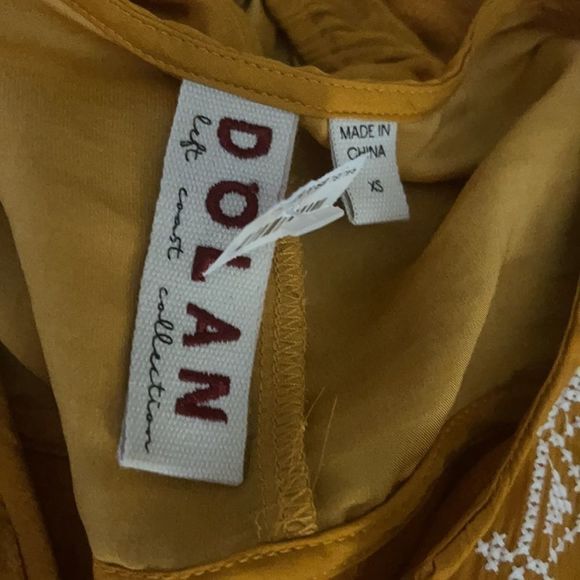 DOLAN
left coast collection
MADE IN
CHINA
XS